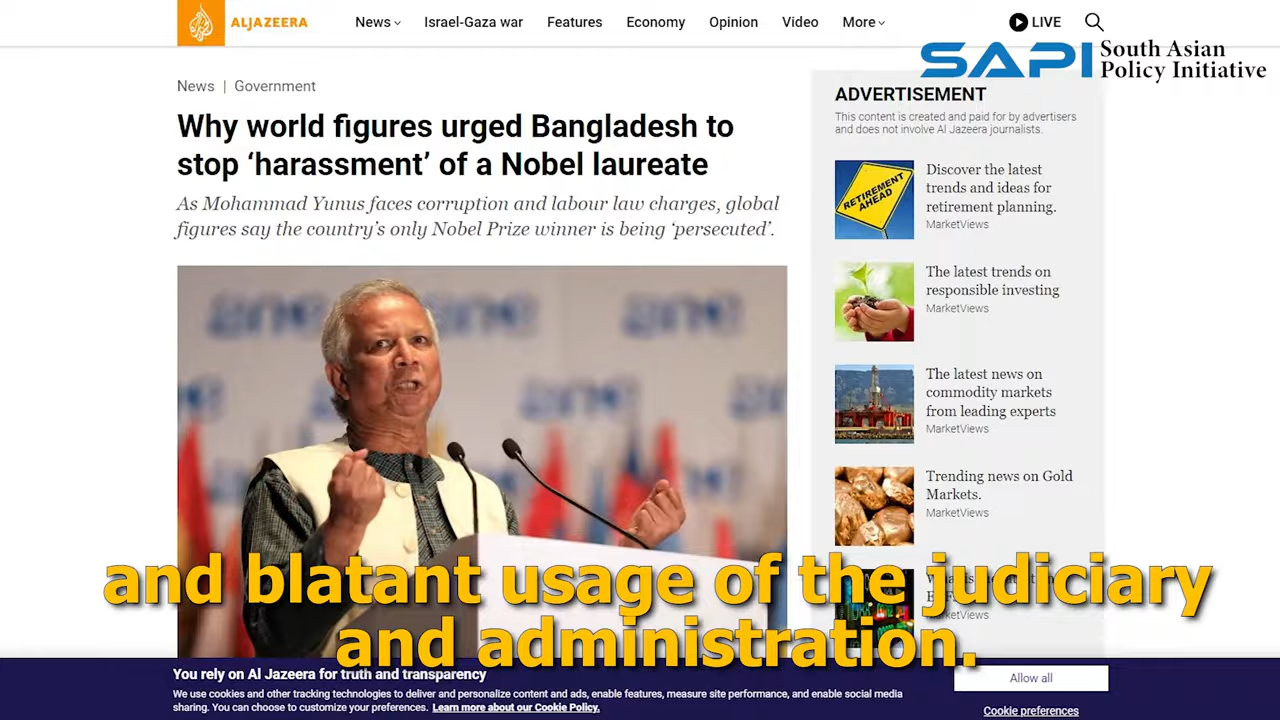 ALJAZEERA
News
Israel-Gaza war
Features
Economy
Opinion
Video
More
LIVE
SAPI South Asian
Policy Initiative
News | Government
Why world figures urged Bangladesh to
stop ‘harassment’ of a Nobel laureate
As Mohammad Yunus faces corruption and labour law charges, global
figures say the country’s only Nobel Prize winner is being ‘persecuted’.
one
one
one
ADVERTISEMENT
This content is created and paid for by advertisers
and does not involve Al Jazeera journalists.
RETIREMENT
AHEAD
Discover the latest
trends and ideas for
retirement planning.
MarketViews
The latest trends on
responsible investing
MarketViews
The latest news on
commodity markets
from leading experts
MarketViews
Trending news on Gold
Markets.
MarketViews
MarketViews
and blatant usage of the judiciary
and administration.
You rely on Al Jazeera for truth and transparency
We use cookies and other tracking technologies to deliver and personalize content and ads, enable features, measure site performance, and enable social media
sharing. You can choose to customize your preferences. Learn more about our Cookie Policy.
Allow all
Cookie preferences